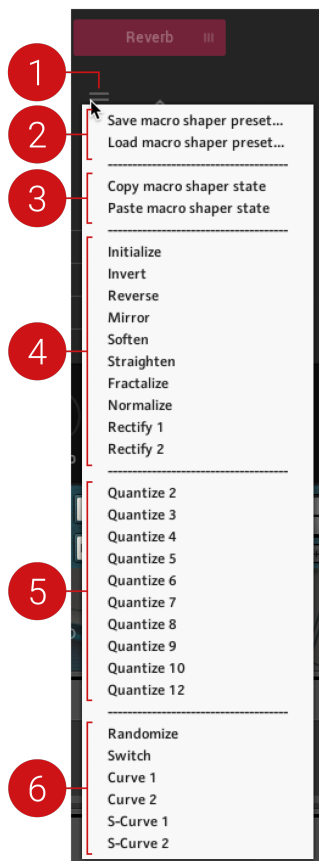 Reverb
1
2
Save macro shaper preset...
Load macro shaper preset...
3
Copy macro shaper state
Paste macro shaper state
4
Initialize
Invert
Reverse
Mirror
Soften
Straighten
Fractalize
Normalize
Rectify 1
Rectify 2
5
Quantize 2
Quantize 3
Quantize 4
Quantize 5
Quantize 6
Quantize 7
Quantize 8
Quantize 9
Quantize 10
Quantize 12
6
Randomize
Switch
Curve 1
Curve 2
S-Curve 1
S-Curve 2